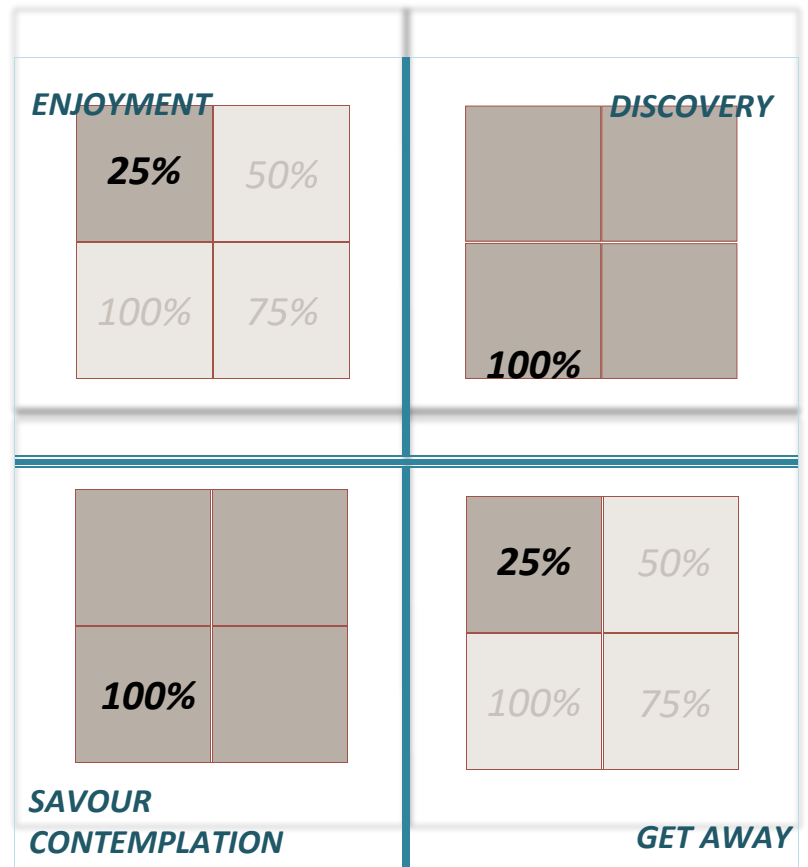 ENJOYMENT
25% 50%
100% 75%
DISCOVERY
100%
100%
SAVOUR
CONTEMPLATION
25% 50%
100% 75%
GET AWAY